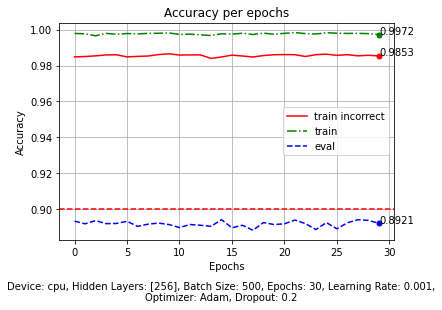 Accuracy per epochs
1.00
0.98
0.96
0.94
0.92
0.90
Accuracy
0.9972
0.9853
0.8921
train incorrect
train
eval
0 5 10 15 20 25 30
Epochs
Device: cpu, Hidden Layers: [256], Batch Size: 500, Epochs: 30, Learning Rate: 0.001,
Optimizer: Adam, Dropout: 0.2